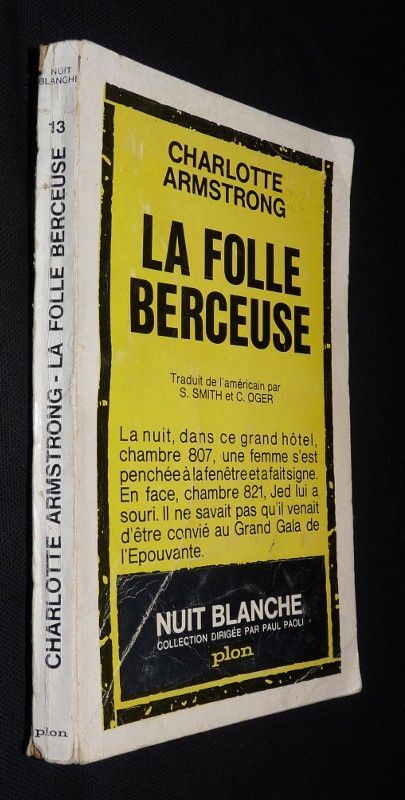 NUIT
BLANCHE
13
CHARLOTTE ARMSTRONG - LA FOLLE BERCEUSE
plon
CHARLOTTE
ARMSTRONG
LA FOLLE
BERCEUSE
Traduit de l'américain par
S. SMITH et C. OGER
La nuit, dans ce grand hôtel,
chambre 807, une femme s'est
penchée à la fenêtre et a fait signe.
En face, chambre 821, Jed lui a
souri. Il ne savait pas qu'il venait
d'être convié au Grand Gala de
l'Epouvante.
NUIT BLANCHE
COLLECTION DIRIGÉE PAR PAUL PAOLI
plon